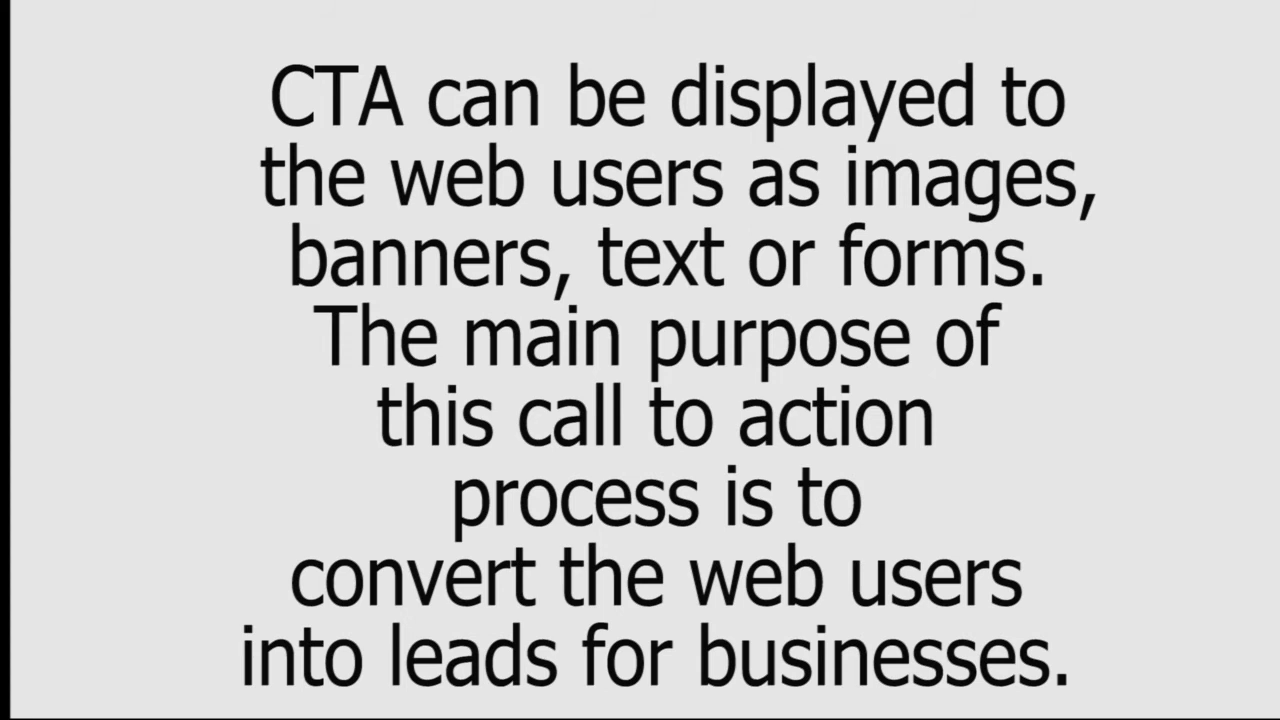 CTA can be displayed to
the web users as images,
banners, text or forms.
The main purpose of
this call to action
process is to
convert the web users
into leads for businesses.